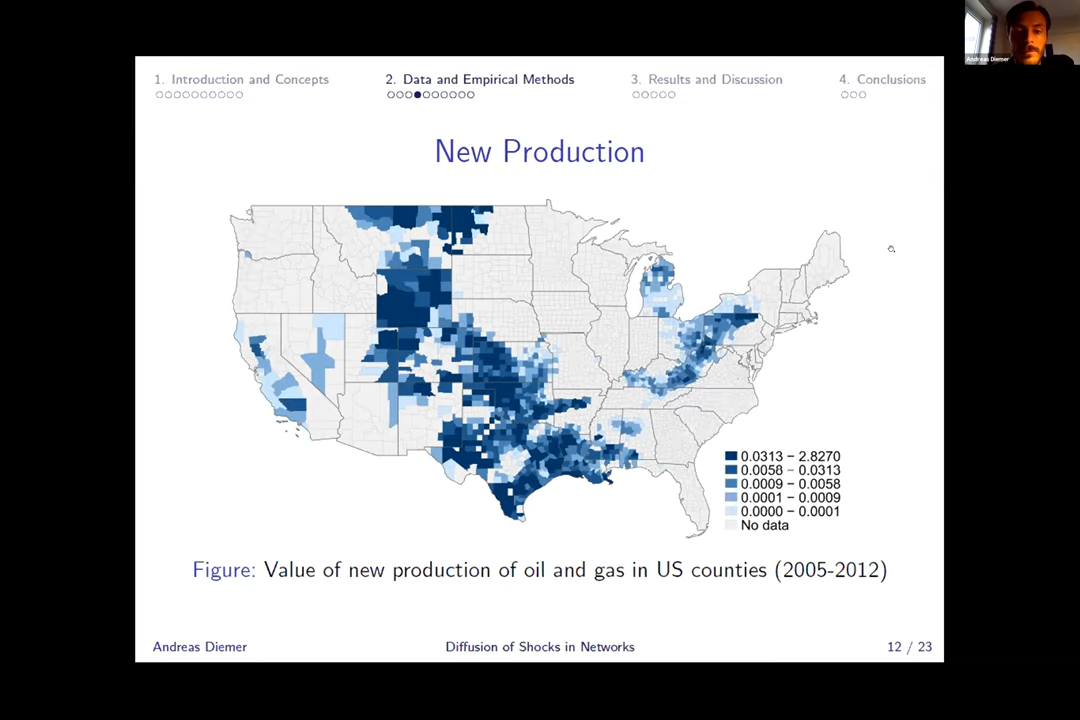 Andreas Diemer
1. Introduction and Concepts
2. Data and Empirical Methods
3. Results and Discussion
4. Conclusions
New Production
0.0313 − 2.8270
0.0058 − 0.0313
0.0009 − 0.0058
0.0001 − 0.0009
0.0000 − 0.0001
No data
Figure: Value of new production of oil and gas in US counties (2005-2012)
Andreas Diemer
Diffusion of Shocks in Networks
12 / 23